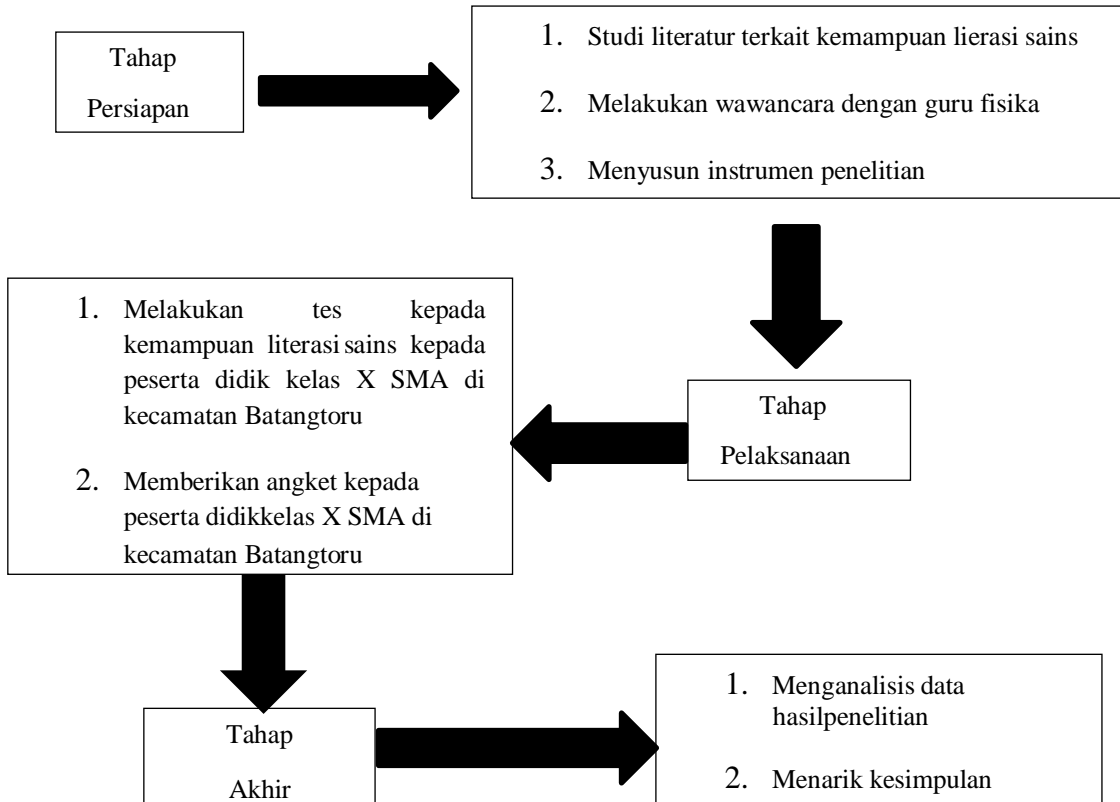 Tahap
Persiapan
1. Studi literatur terkait kemampuan lierasi sains
2. Melakukan wawancara dengan guru fisika
3. Menyusun instrumen penelitian
Tahap
Pelaksanaan
1. Melakukan tes kepada
kemampuan literasi sains kepada
peserta didik kelas X SMA di
kecamatan Batangtoru
2. Memberikan angket kepada
peserta didikkelas X SMA di
kecamatan Batangtoru
Tahap
Akhir
1. Menganalisis data
hasilpenelitian
2. Menarik kesimpulan